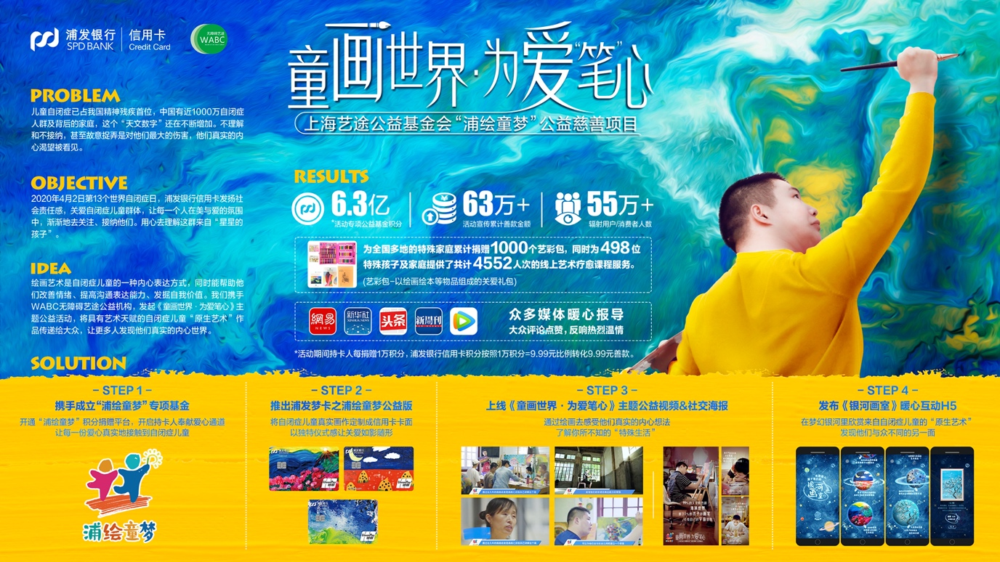 浦发银行
SPD BANK
信用卡
Credit Card
无障碍艺途
WABC
童画世界·为爱“笔”心
上海艺途公益基金会“浦绘童梦”公益慈善项目
PROBLEM
儿童自闭症已占我国精神残疾首位，中国有近1000万自闭症
人群及背后的家庭，这个“天文数字”还在不断增加。不理解
和不接纳，甚至故意捉弄是对他们最大的伤害，他们真实的内
心渴望被看见。
OBJECTIVE
2020年4月2日第13个世界自闭症日，浦发银行信用卡发扬社
会责任感，关爱自闭症儿童群体，让每一个人在美与爱的氛围
中，渐渐地去关注、接纳他们。用心去理解这群来自“星星的
孩子”。
IDEA
绘画艺术是自闭症儿童的一种内心表达方式，同时能帮助他
们改善情绪、提高沟通表达能力、发掘自我价值。我们携手
WABC无障碍艺途公益机构，发起《童画世界·为爱笔心》主
题公益活动，将具有艺术天赋的自闭症儿童“原生艺术”作
品传递给大众，让更多人发现他们真实的内心世界。
RESULTS
6.3亿
*活动专项公益基金积分
63万+
活动宣传累计善款金额
55万+
辐射用户/消费者人数
为全国多地的特殊家庭累计捐赠1000个艺彩包，同时为498位
特殊孩子及家庭提供了共计4552人次的线上艺术疗愈课程服务。
(艺彩包-以绘画绘本等物品组成的关爱礼包)
網易
NEWS
新华社
XINHUA NEWS
头条
新周刊
众多媒体暖心报导
大众评论点赞，反响热烈温情
*活动期间持卡人每捐赠1万积分，浦发银行信用卡积分按照1万积分=9.99元比例转化9.99元善款。
SOLUTION
– STEP 1 –
携手成立“浦绘童梦”专项基金
开通“浦绘童梦”积分捐赠平台，开启持卡人奉献爱心通道
让每一份爱心真实地接触到自闭症儿童
浦绘童梦
– STEP 2 –
推出浦发梦卡之浦绘童梦公益版
将自闭症儿童真实画作定制成信用卡卡面
以独特仪式感让关爱如影随形
– STEP 3 –
上线《童画世界·为爱笔心》主题公益视频&社交海报
通过绘画去感受他们真实的内心想法
了解你所不知的“特殊生活”
童画世界·为爱笔心
– STEP 4 –
发布《银河画室》暖心互动H5
在梦幻银河里欣赏来自自闭症儿童的“原生艺术”
发现他们与众不同的另一面
银河
画室